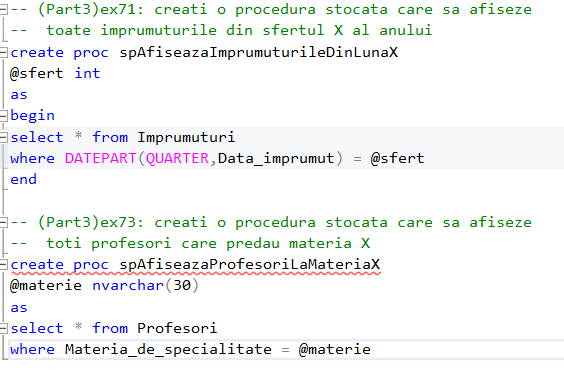 -- (Part3)ex71: creati o procedura stocata care sa afiseze
-- toate imprumuturile din sfertul X al anului
create proc spAfiseazaImprumuturileDinLunaX
@sfert int
as
begin
select * from Imprumuturi
where DATEPART(QUARTER,Data_imprumut) = @sfert
end
-- (Part3)ex73: creati o procedura stocata care sa afiseze
-- toti profesori care predau materia X
create proc spAfiseazaProfesoriLaMateriaX
@materie nvarchar(30)
as
select * from Profesori
where Materia_de_specialitate = @materie